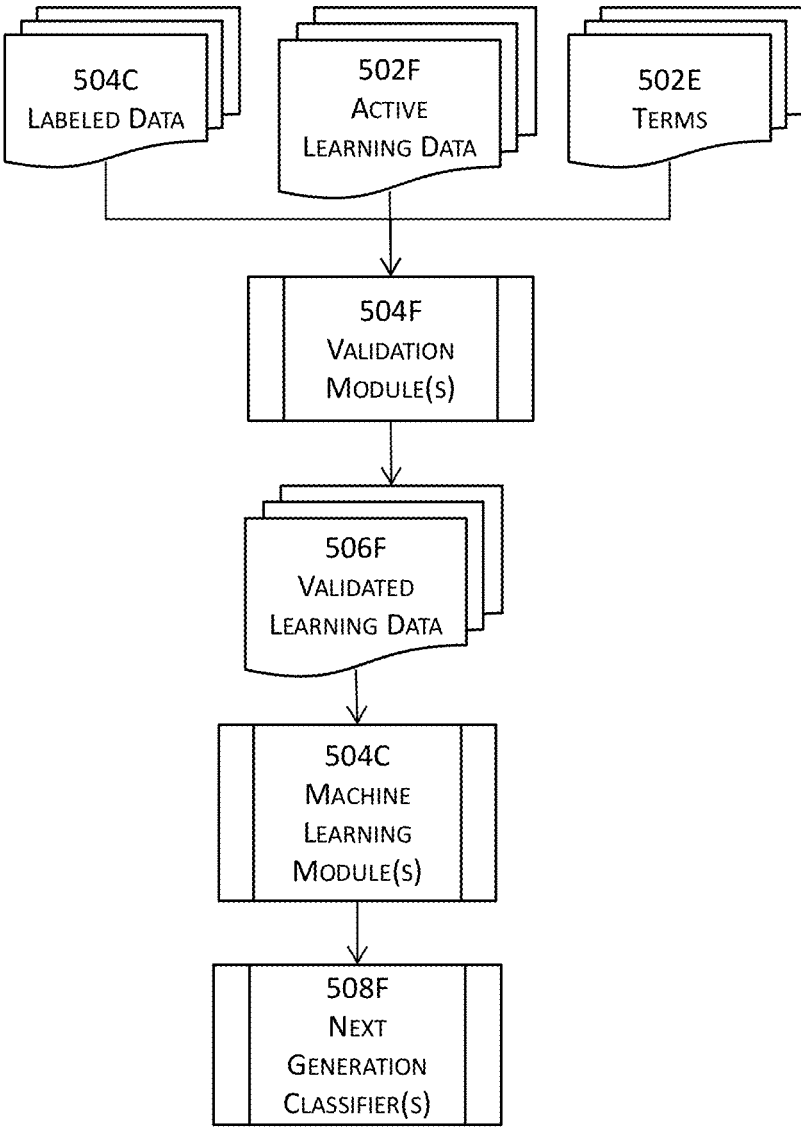 504C
LABELED DATA
502F
ACTIVE
LEARNING DATA
502E
TERMS
504F
VALIDATION
MODULE(S)
506F
VALIDATED
LEARNING DATA
504C
MACHINE
LEARNING
MODULE(S)
508F
NEXT
GENERATION
CLASSIFIER(S)